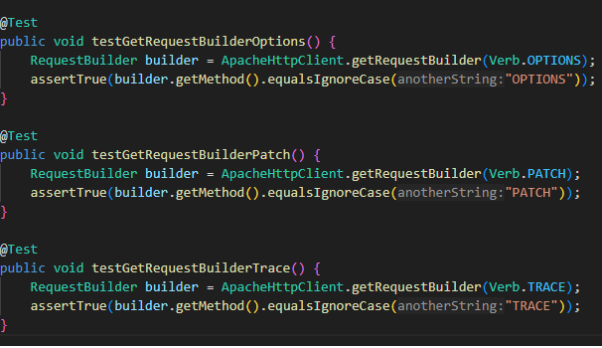 @Test
public void testGetRequestBuilderOptions() {
    RequestBuilder builder = ApacheHttpClient.getRequestBuilder(Verb.OPTIONS);
    assertTrue(builder.getMethod().equalsIgnoreCase(anotherString:"OPTIONS"));
}
@Test
public void testGetRequestBuilderPatch() {
    RequestBuilder builder = ApacheHttpClient.getRequestBuilder(Verb.PATCH);
    assertTrue(builder.getMethod().equalsIgnoreCase(anotherString:"PATCH"));
}
@Test
public void testGetRequestBuilderTrace() {
    RequestBuilder builder = ApacheHttpClient.getRequestBuilder(Verb.TRACE);
    assertTrue(builder.getMethod().equalsIgnoreCase(anotherString:"TRACE"));
}